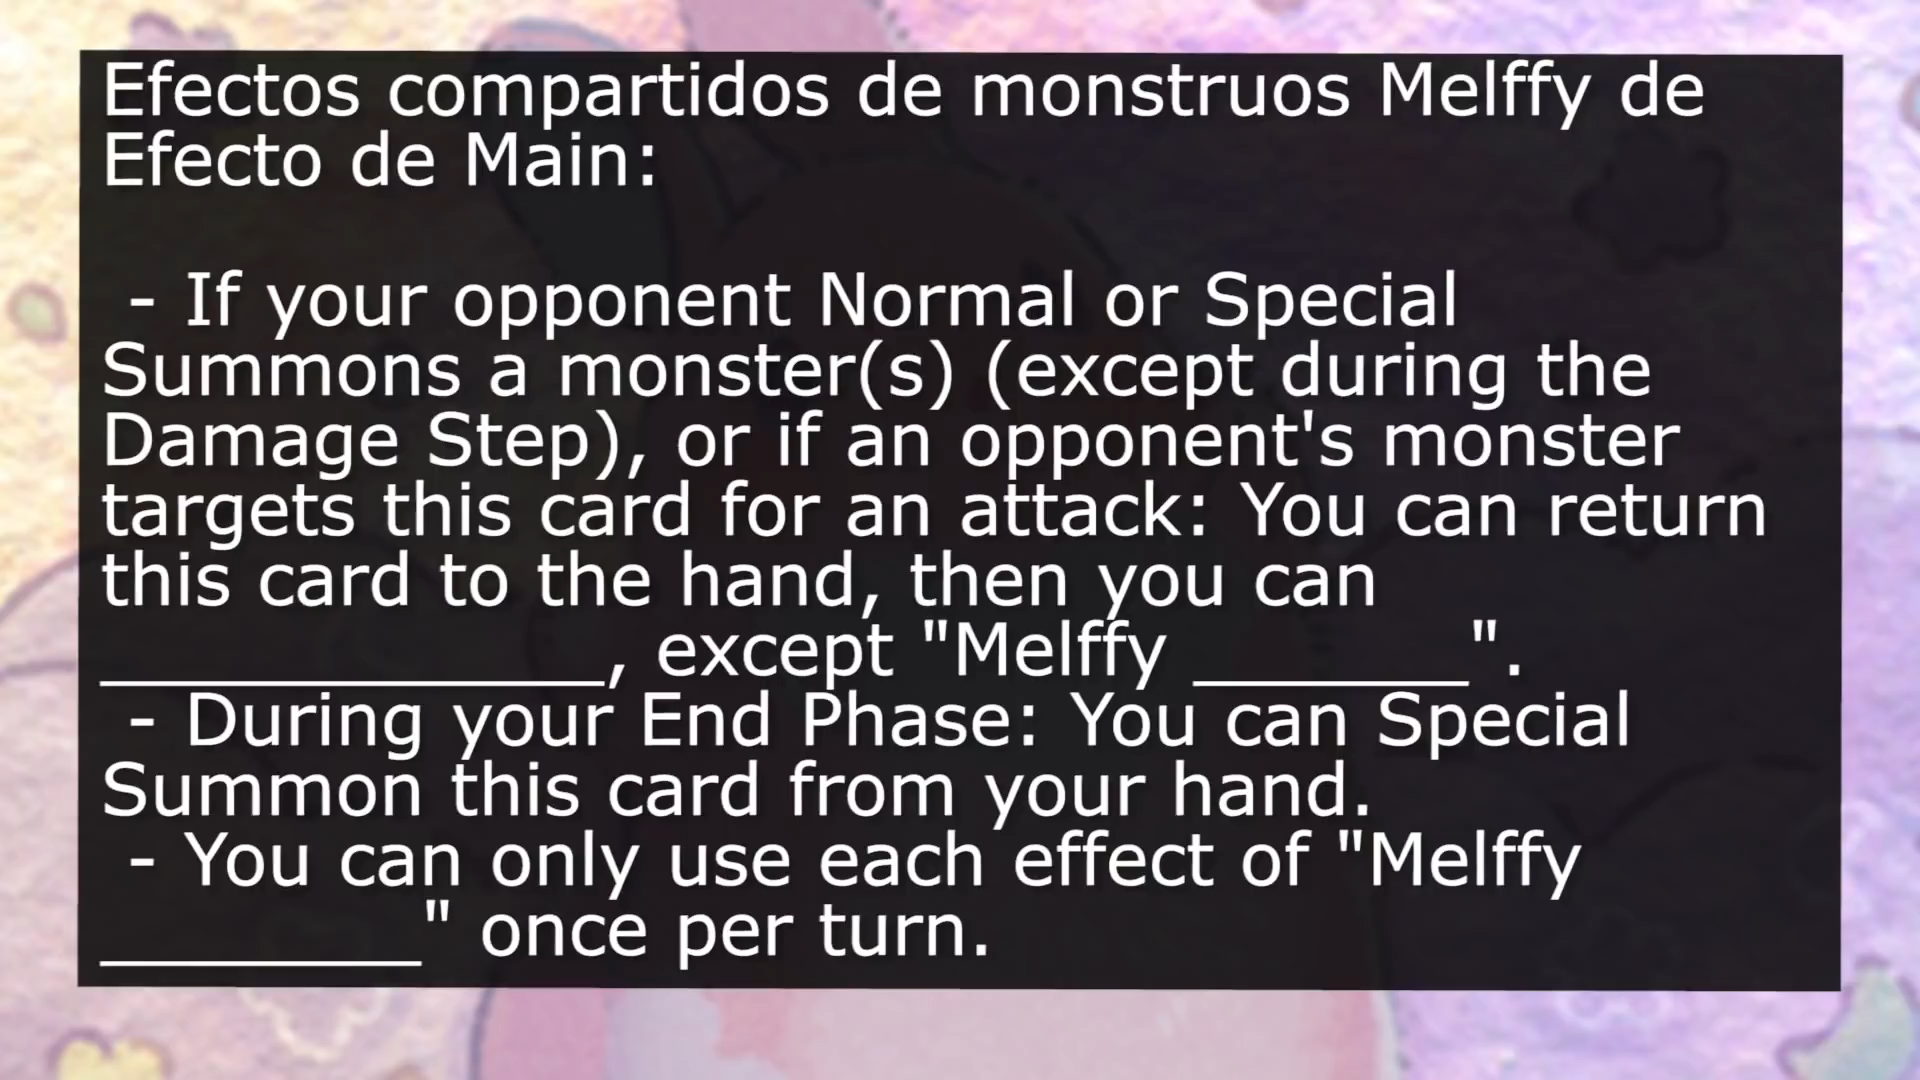 Efectos compartidos de monstruos Melffy de
Efecto de Main:
- If your opponent Normal or Special
Summons a monster(s) (except during the
Damage Step), or if an opponent's monster
targets this card for an attack: You can return
this card to the hand, then you can
_____________, except "Melffy _______".
- During your End Phase: You can Special
Summon this card from your hand.
- You can only use each effect of "Melffy
________" once per turn.